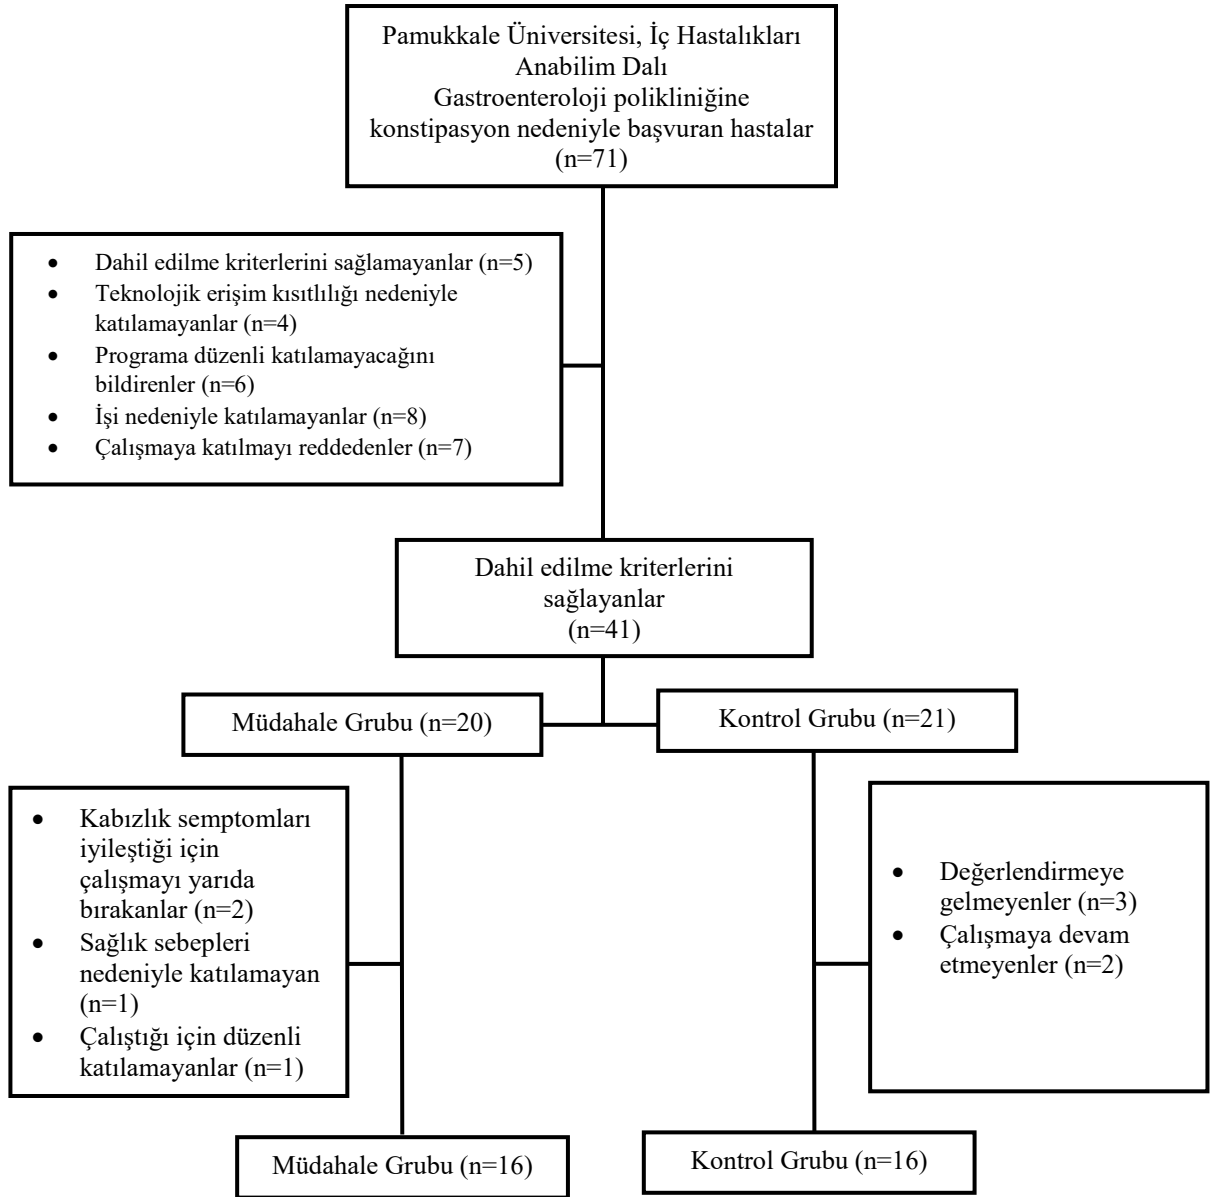 Pamukkale Üniversitesi, İç Hastalıkları
Anabilim Dalı
Gastroenteroloji polikliniğine
konstipasyon nedeniyle başvuran hastalar
(n=71)
• Dahil edilme kriterlerini sağlamayanlar (n=5)
• Teknolojik erişim kısıtlılığı nedeniyle
katılamayanlar (n=4)
• Programa düzenli katılamayacağını
bildirenler (n=6)
• İşi nedeniyle katılamayanlar (n=8)
• Çalışmaya katılmayı reddedenler (n=7)
Dahil edilme kriterlerini
sağlayanlar
(n=41)
Müdahale Grubu (n=20)
Kontrol Grubu (n=21)
• Kabızlık semptomları
iyileştiği için
çalışmayı yarıda
bırakanlar (n=2)
• Sağlık sebepleri
nedeniyle katılamayan
(n=1)
• Çalıştığı için düzenli
katılamayanlar (n=1)
• Değerlendirmeye
gelmeyenler (n=3)
• Çalışmaya devam
etmeyenler (n=2)
Müdahale Grubu (n=16)
Kontrol Grubu (n=16)